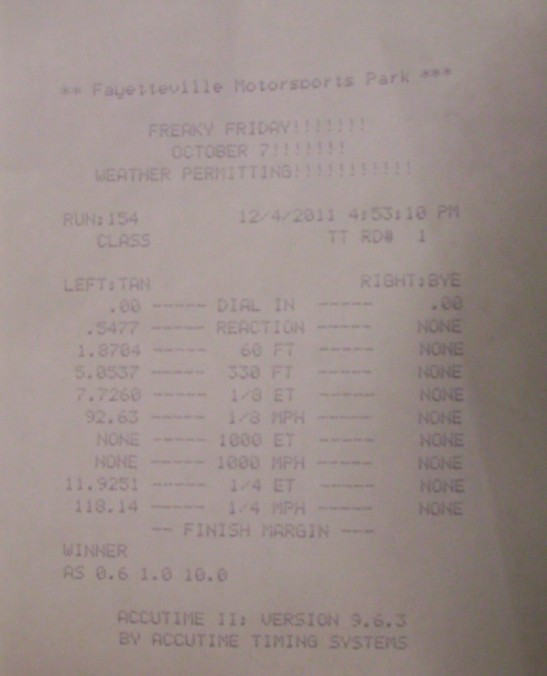 ** Fayetteville Motorsports Park ***
FREAKY FRIDAY!!!!!!!
OCTOBER 7!!!!!!!
WEATHER PERMITTING!!!!!!!!!!!
RUN:154 12/4/2011 4:53:10 PM
CLASS TT RD# 1
LEFT:TAN RIGHT:BYE
.00 ----- DIAL IN ----- .00
.5477 ----- REACTION ----- NONE
1.8704 ----- 60 FT ----- NONE
5.0537 ----- 330 FT ----- NONE
7.7260 ----- 1/8 ET ----- NONE
92.63 ----- 1/8 MPH ----- NONE
NONE ----- 1000 ET ----- NONE
NONE ----- 1000 MPH ----- NONE
11.9251 ----- 1/4 ET ----- NONE
118.14 ----- 1/4 MPH ----- NONE
-- FINISH MARGIN ---
WINNER
AS 0.6 1.0 10.0
ACCUTIME II: VERSION 9.6.3
BY ACCUTIME TIMING SYSTEMS